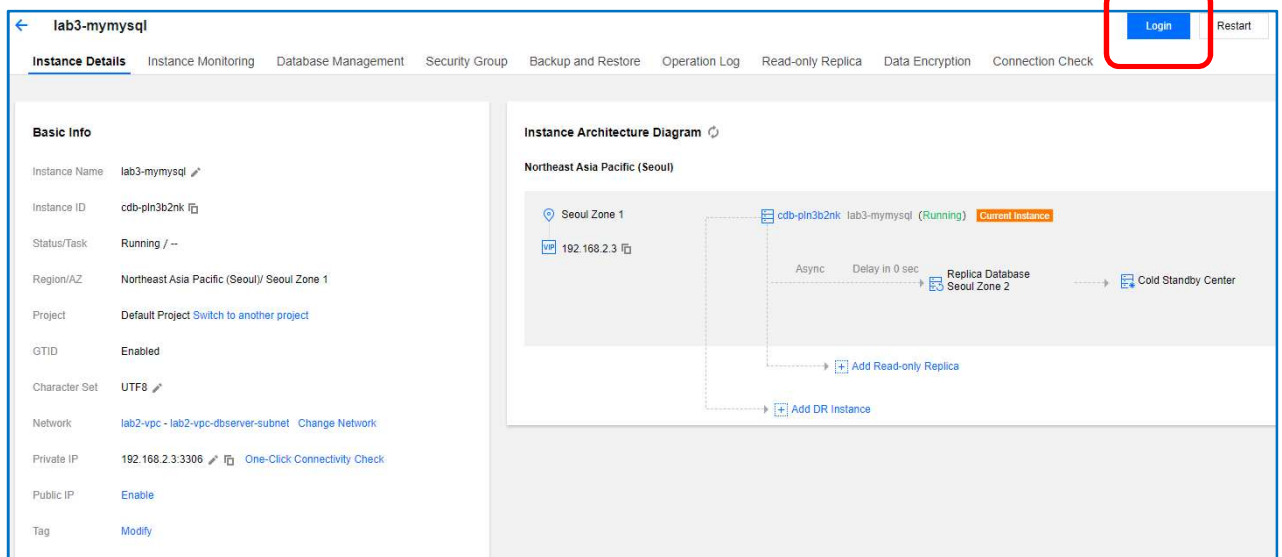 lab3-mymysql
Login
Restart
Instance Details
Instance Monitoring
Database Management
Security Group
Backup and Restore
Operation Log
Read-only Replica
Data Encryption
Connection Check
Basic Info
Instance Name lab3-mymysql
Instance ID cdb-pln3b2nk
Status/Task Running / --
Region/AZ Northeast Asia Pacific (Seoul)/ Seoul Zone 1
Project Default Project Switch to another project
GTID Enabled
Character Set UTF8
Network lab2-vpc - lab2-vpc-dbserver-subnet Change Network
Private IP 192.168.2.3:3306 One-Click Connectivity Check
Public IP Enable
Tag Modify
Instance Architecture Diagram
Northeast Asia Pacific (Seoul)
Seoul Zone 1
VIP 192.168.2.3
cdb-pln3b2nk lab3-mymysql (Running) Current Instance
Async Delay in 0 sec
Replica Database
Seoul Zone 2
Cold Standby Center
Add Read-only Replica
Add DR Instance